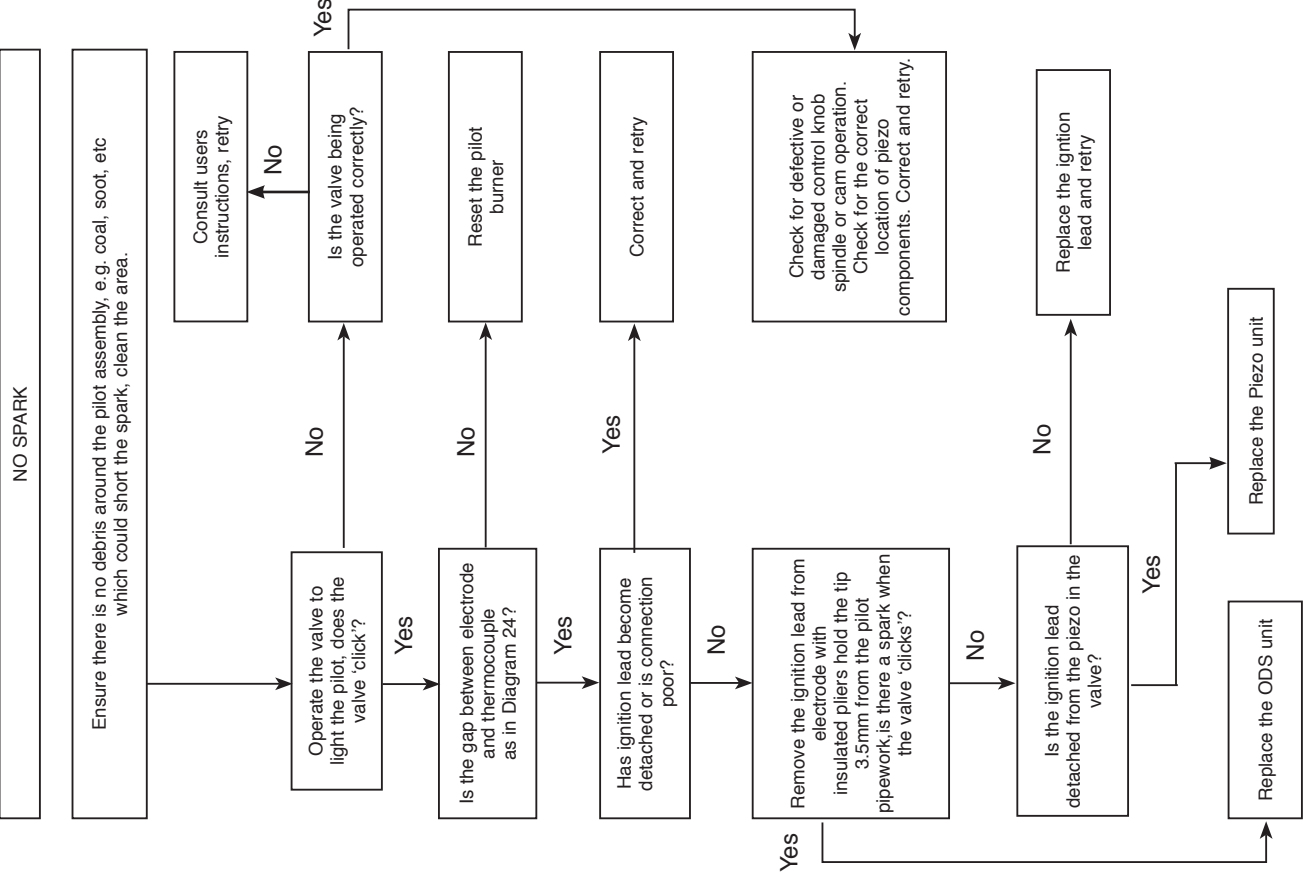 NO SPARK
Ensure there is no debris around the pilot assembly, e.g. coal, soot, etc
which could short the spark, clean the area.
Consult users
instructions, retry
No
Is the valve being
operated correctly?
Yes
Operate the valve to
light the pilot, does the
valve ‘click’?
No
Yes
Is the gap between electrode
and thermocouple
as in Diagram 24?
No
Reset the pilot
burner
Yes
Has ignition lead become
detached or is connection
poor?
Yes
Correct and retry
No
Remove the ignition lead from
electrode with
insulated pliers hold the tip
3.5mm from the pilot
pipework,is there a spark when
the valve ‘clicks’?
Check for defective or
damaged control knob
spindle or cam operation.
Check for the correct
location of piezo
components. Correct and retry.
Yes
No
Is the ignition lead
detached from the piezo in the
valve?
No
Replace the igntion
lead and retry
Yes
Replace the ODS unit
Replace the Piezo unit